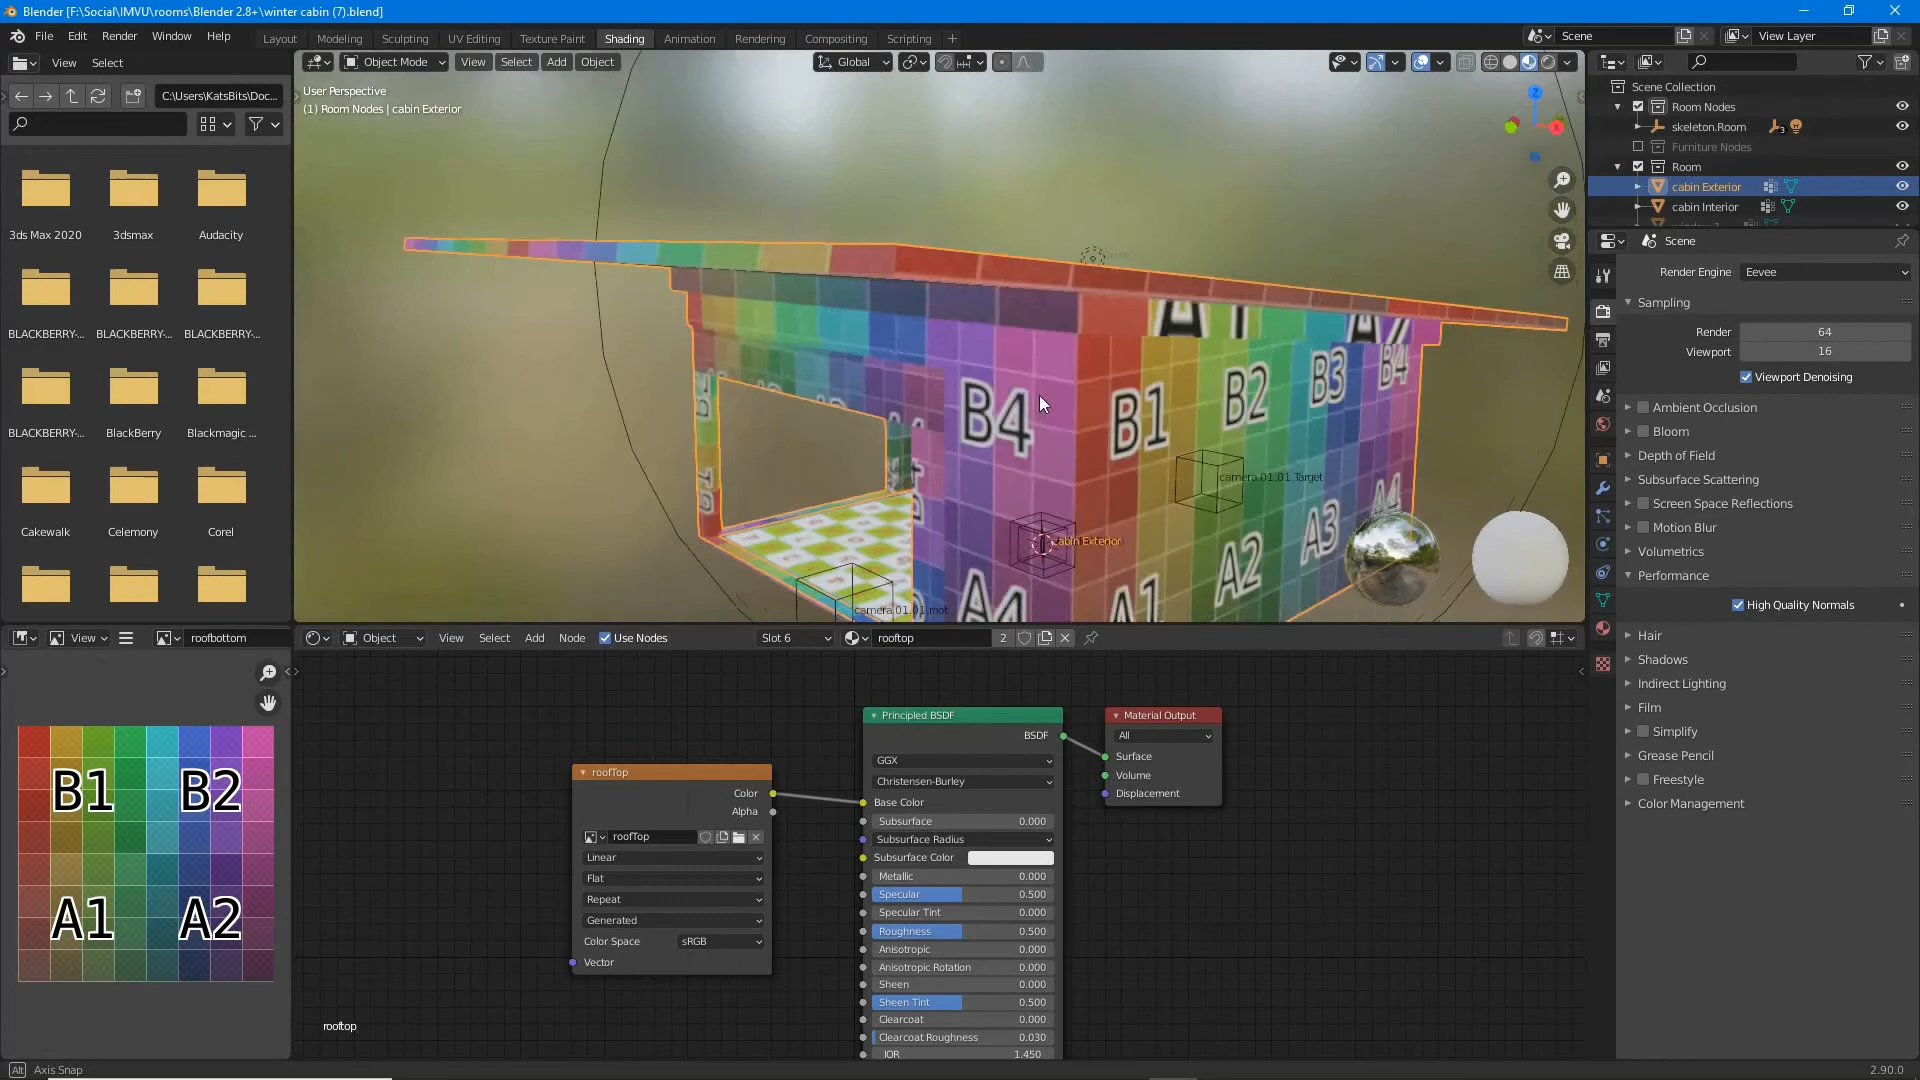 Blender [F:\Social\IMVU\rooms\Blender 2.8+\winter cabin (7).blend]
File Edit Render Window Help
Layout Modeling Sculpting UV Editing Texture Paint Shading Animation Rendering Compositing Scripting +
Scene View Layer
View Select
Object Mode View Select Add Object Global
C:\Users\KatsBits\Doc...
User Perspective
(1) Room Nodes | cabin Exterior
Z
X
3ds Max 2020 3dsmax Audacity
BLACKBERRY-... BLACKBERRY-... BLACKBERRY-...
BLACKBERRY-... BlackBerry Blackmagic ...
Cakewalk Celemony Corel
A1 A2
B4 B1 B2 B3 B4
A4
camera.01.01.Target
cabin Exterior
A4 A1 A2 A3
camera.01.01.root
Scene Collection
Room Nodes
skeleton.Room
3
Furniture Nodes
Room
cabin Exterior
cabin Interior
Scene
Render Engine Eevee
Sampling
Render 64
Viewport 16
Viewport Denoising
Ambient Occlusion
Bloom
Depth of Field
Subsurface Scattering
Screen Space Reflections
Motion Blur
Volumetrics
Performance
High Quality Normals
Hair
Shadows
Indirect Lighting
Film
Simplify
Grease Pencil
Freestyle
Color Management
View roofbottom
B1 B2
A1 A2
Object View Select Add Node Use Nodes Slot 6 rooftop 2
roofTop
Color
Alpha
roofTop
Linear
Flat
Repeat
Generated
Color Space sRGB
Vector
Principled BSDF
BSDF
GGX
Christensen-Burley
Base Color
Subsurface 0.000
Subsurface Radius
Subsurface Color
Metallic 0.000
Specular 0.500
Specular Tint 0.000
Roughness 0.500
Anisotropic 0.000
Anisotropic Rotation 0.000
Sheen 0.000
Sheen Tint 0.500
Clearcoat 0.000
Clearcoat Roughness 0.030
IOR 1.450
Material Output
All
Surface
Volume
Displacement
rooftop
Alt Axis Snap
2.90.0